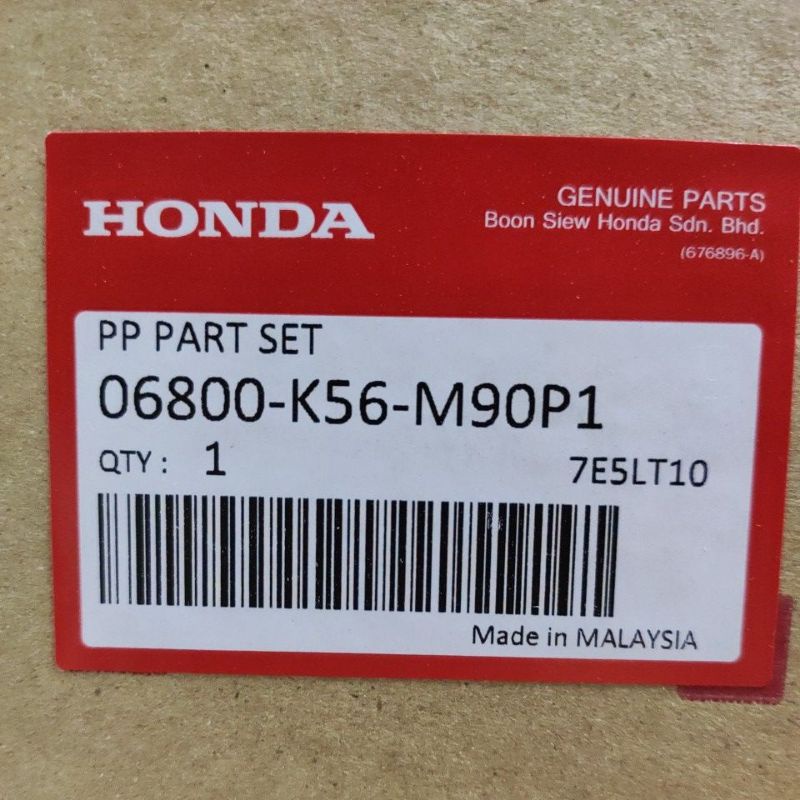 HONDA
GENUINE PARTS
Boon Siew Honda Sdn. Bhd.
(676896-A)
PP PART SET
06800-K56-M90P1
QTY : 1
7E5LT10
Made in MALAYSIA